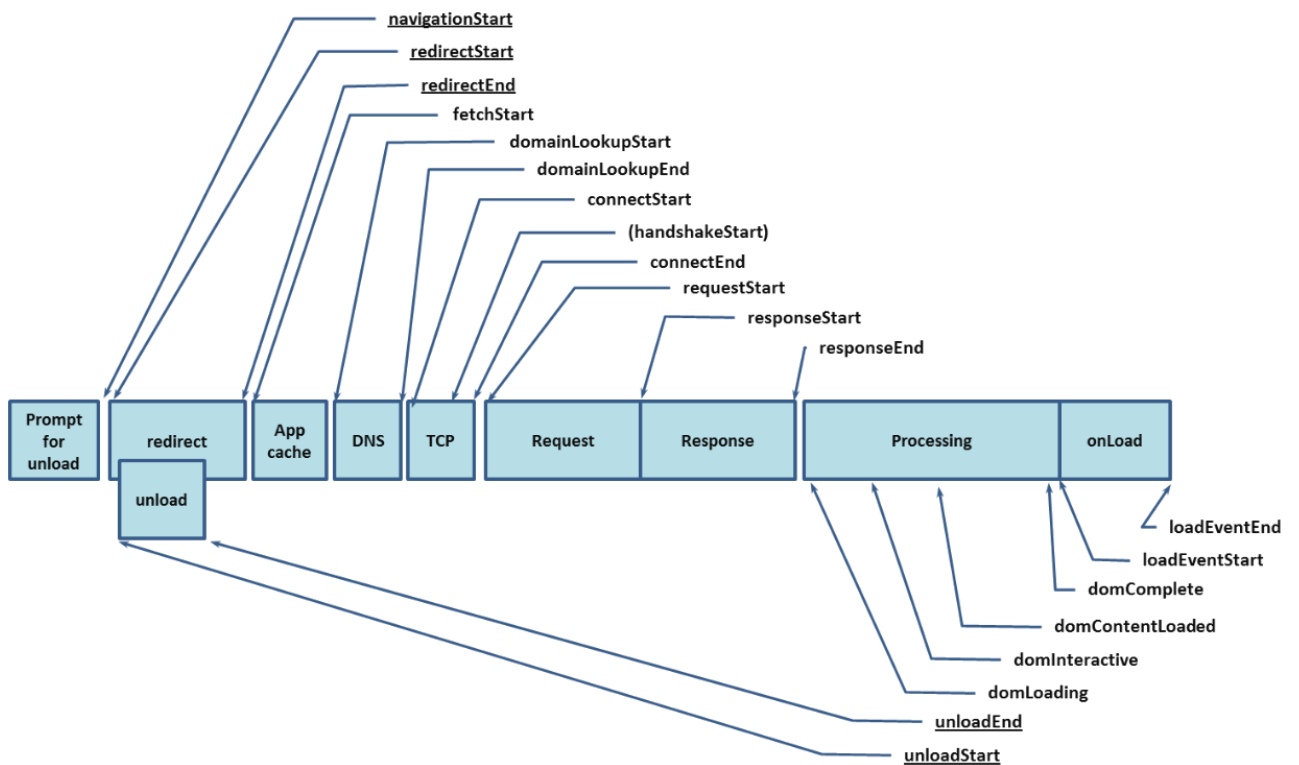 navigationStart
redirectStart
redirectEnd
fetchStart
domainLookupStart
domainLookupEnd
connectStart
(handshakeStart)
connectEnd
requestStart
responseStart
responseEnd
Prompt
for
unload
redirect
unload
App
cache
DNS
TCP
Request
Response
Processing
onLoad
loadEventEnd
loadEventStart
domComplete
domContentLoaded
domInteractive
domLoading
unloadEnd
unloadStart